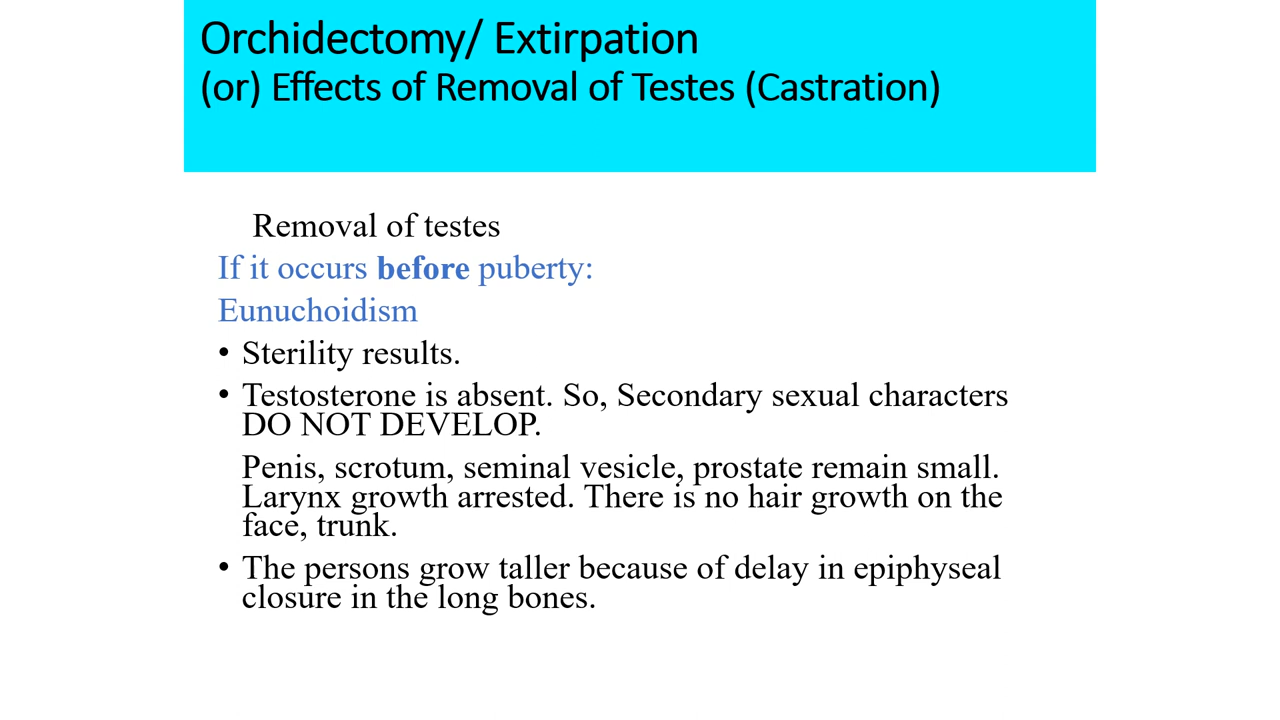 Orchidectomy/ Extirpation
(or) Effects of Removal of Testes (Castration)
Removal of testes
If it occurs before puberty:
Eunuchoidism
• Sterility results.
• Testosterone is absent. So, Secondary sexual characters
DO NOT DEVELOP.
Penis, scrotum, seminal vesicle, prostate remain small.
Larynx growth arrested. There is no hair growth on the
face, trunk.
• The persons grow taller because of delay in epiphyseal
closure in the long bones.